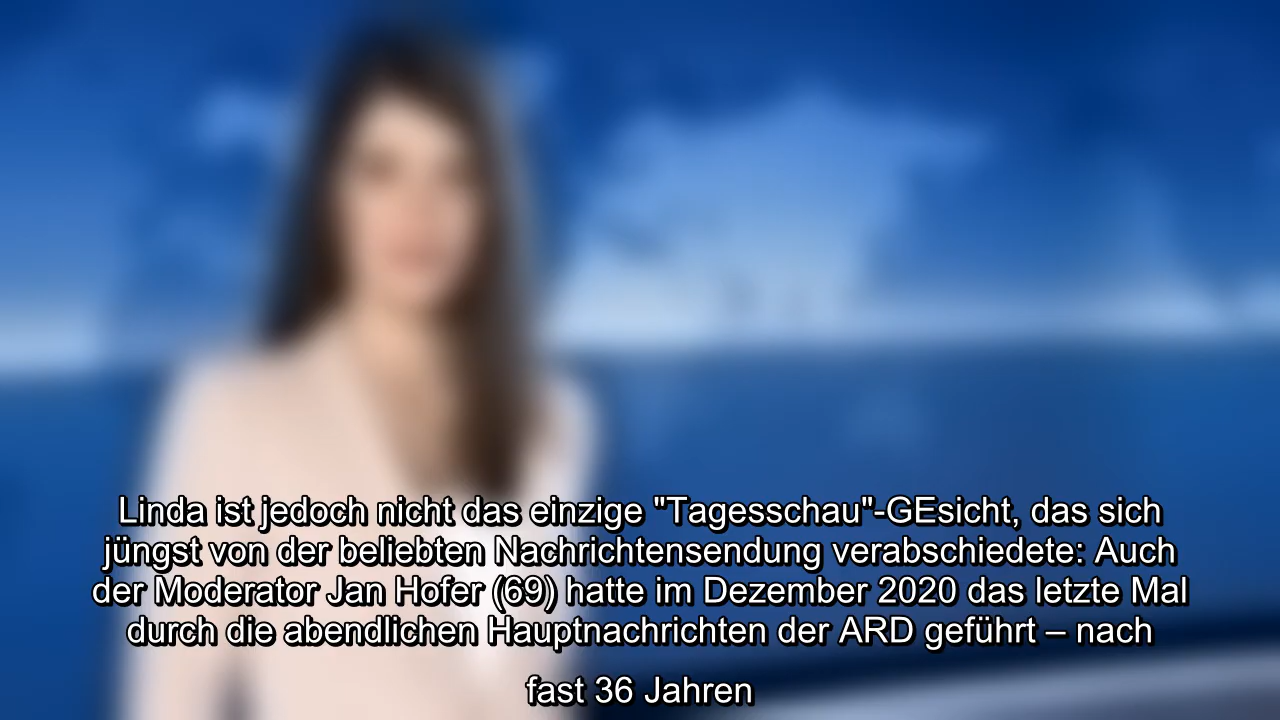 Linda ist jedoch nicht das einzige "Tagesschau"-GEsicht, das sich
jüngst von der beliebten Nachrichtensendung verabschiedete: Auch
der Moderator Jan Hofer (69) hatte im Dezember 2020 das letzte Mal
durch die abendlichen Hauptnachrichten der ARD geführt – nach
fast 36 Jahren